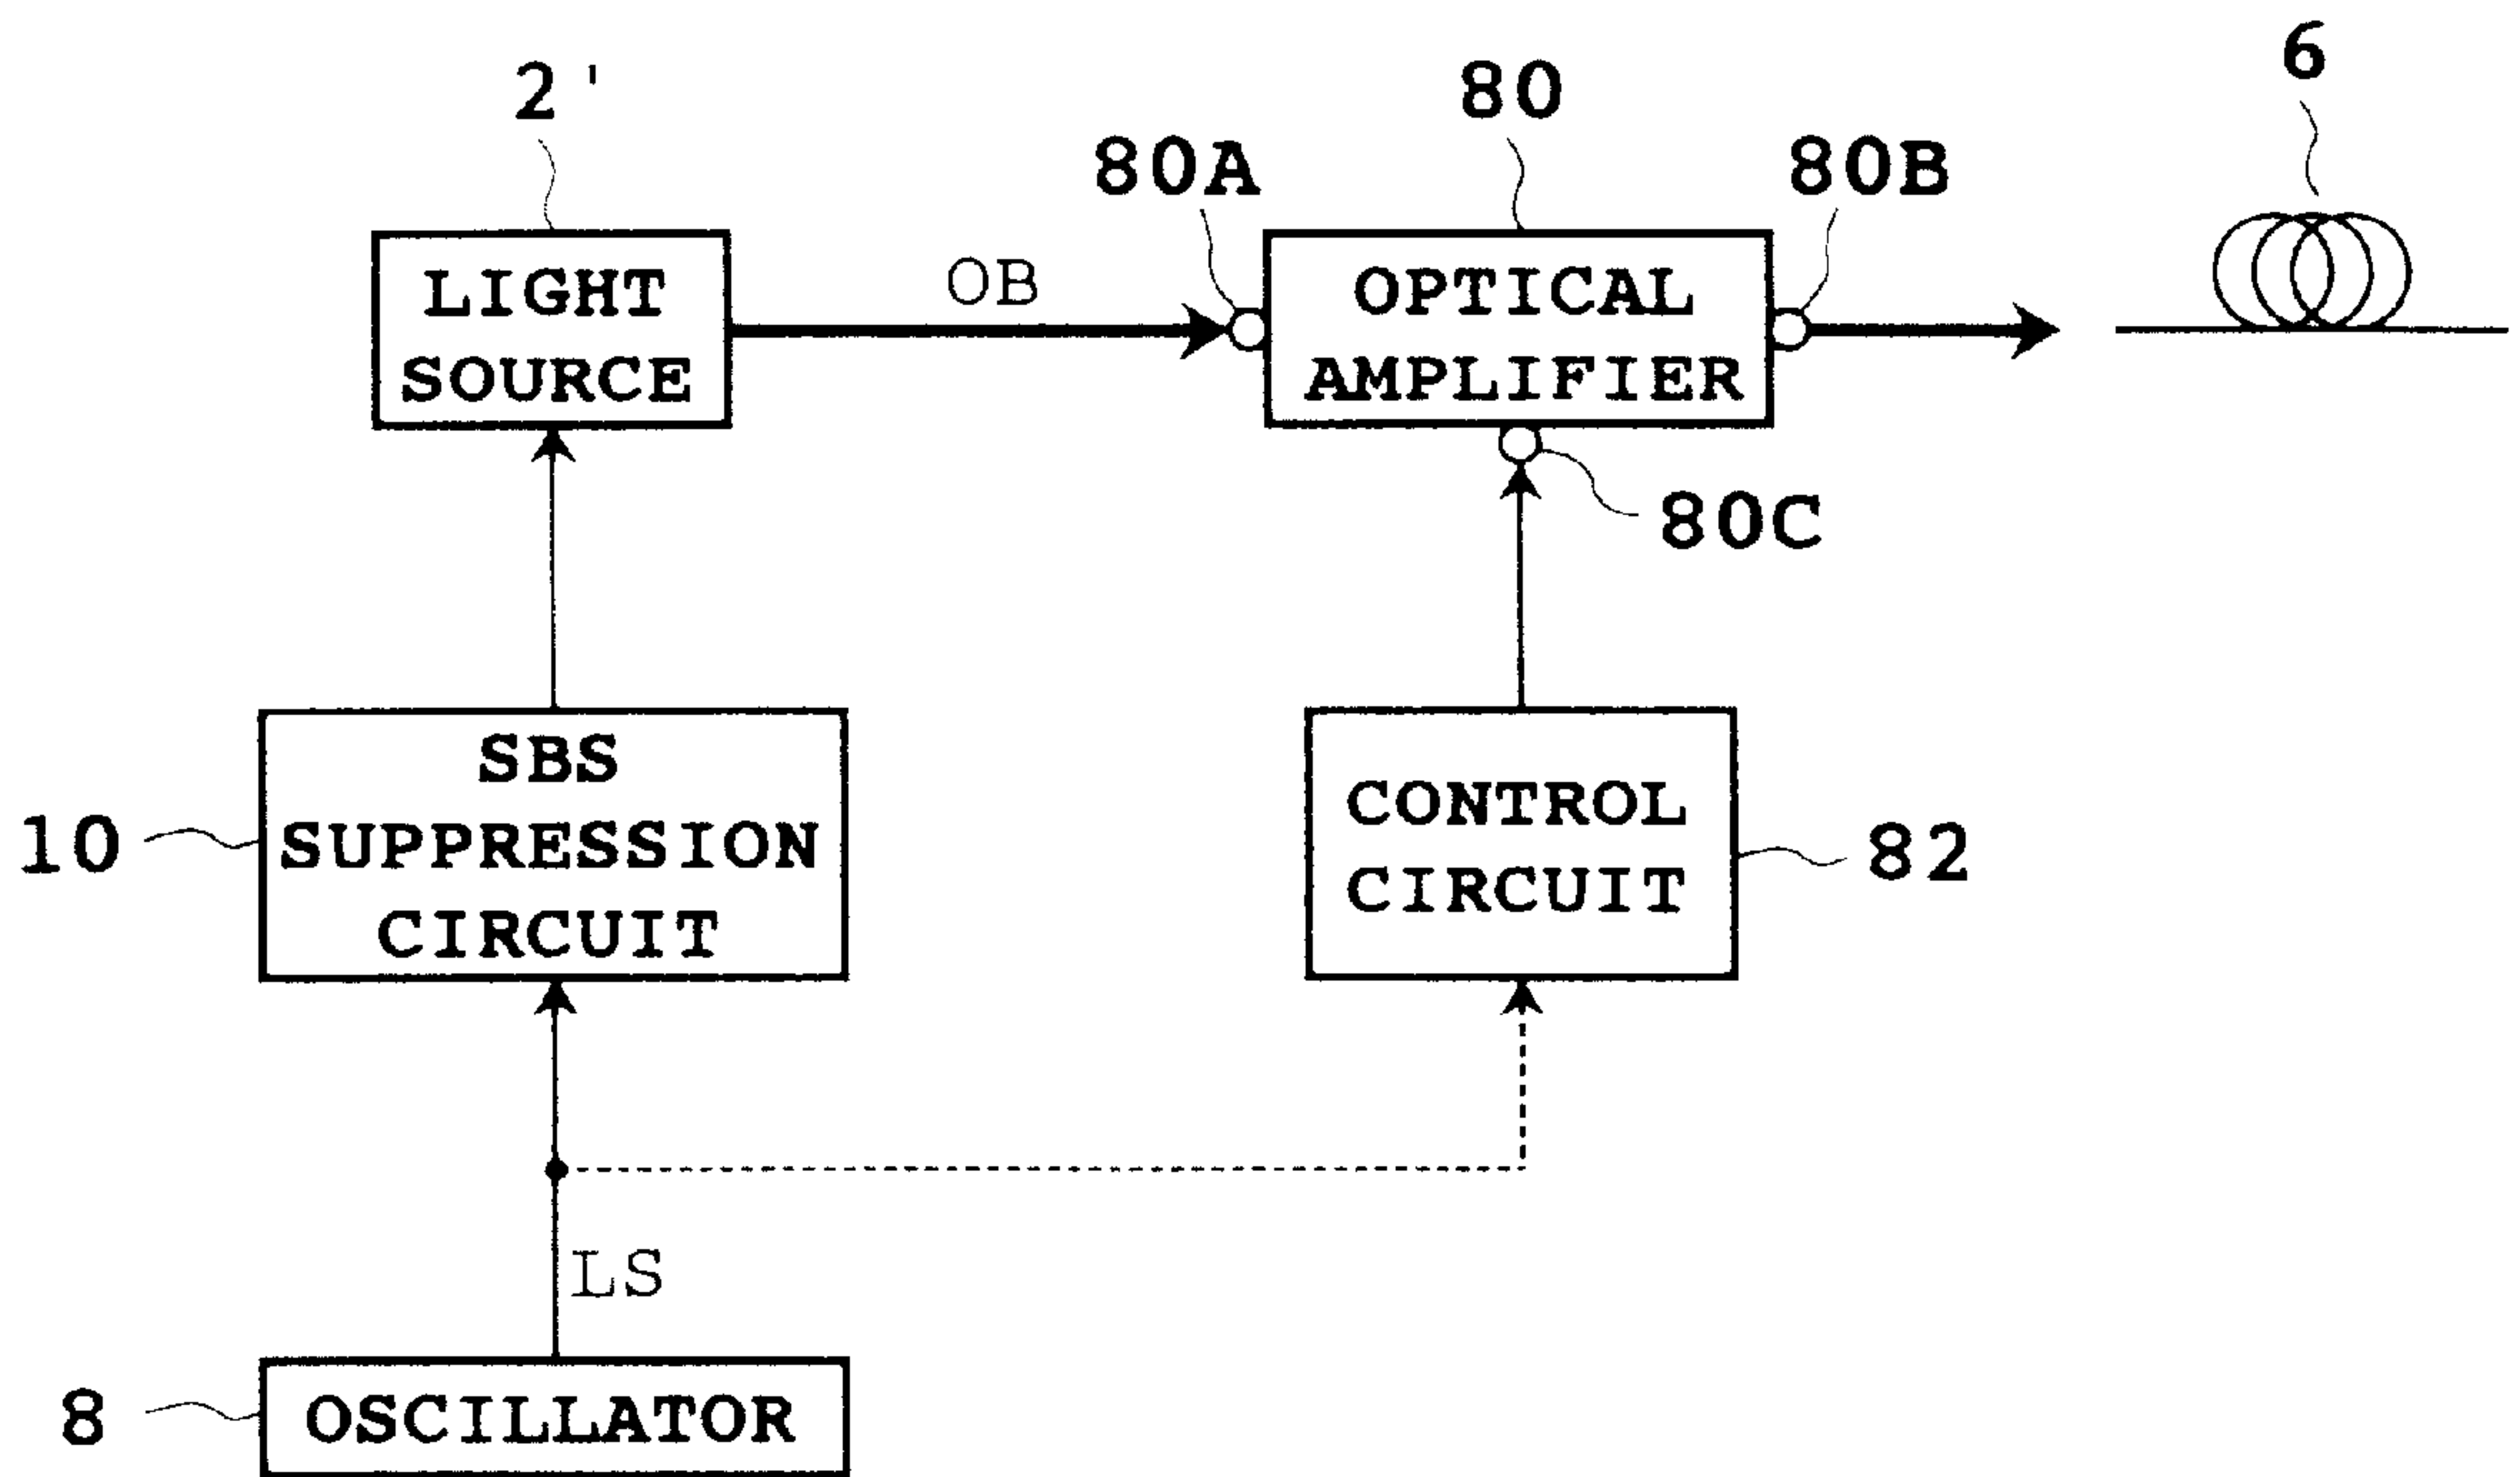 6
2'
80
80A
80B
LIGHT
SOURCE
OB
OPTICAL
AMPLIFIER
80C
SBS
SUPPRESSION
CIRCUIT
10
CONTROL
CIRCUIT
82
LS
8
OSCILLATOR